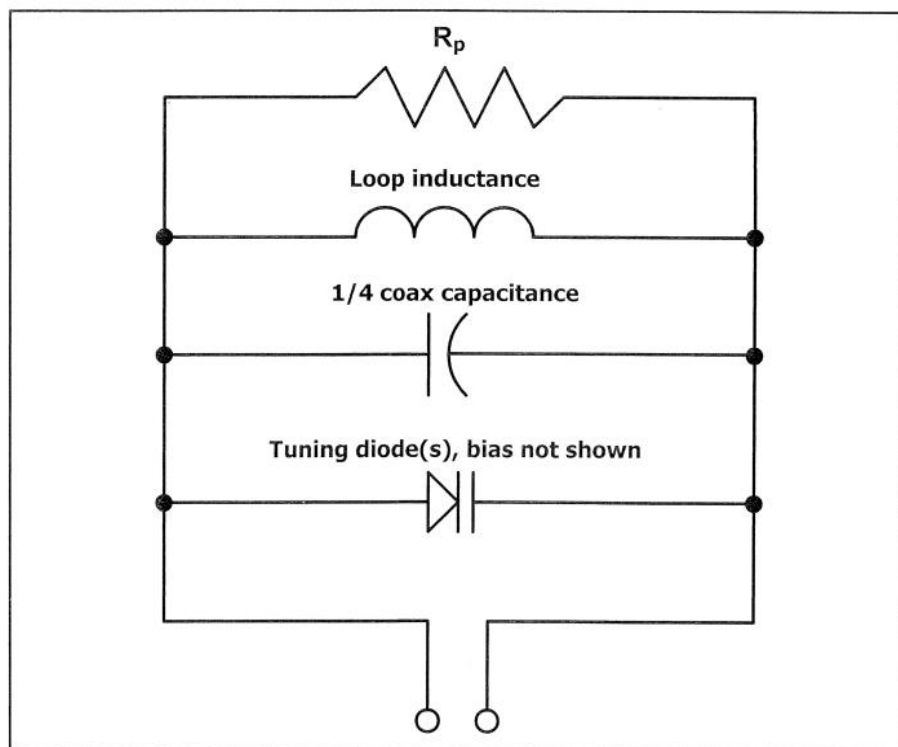 Rp
Loop inductance
1/4 coax capacitance
Tuning diode(s), bias not shown